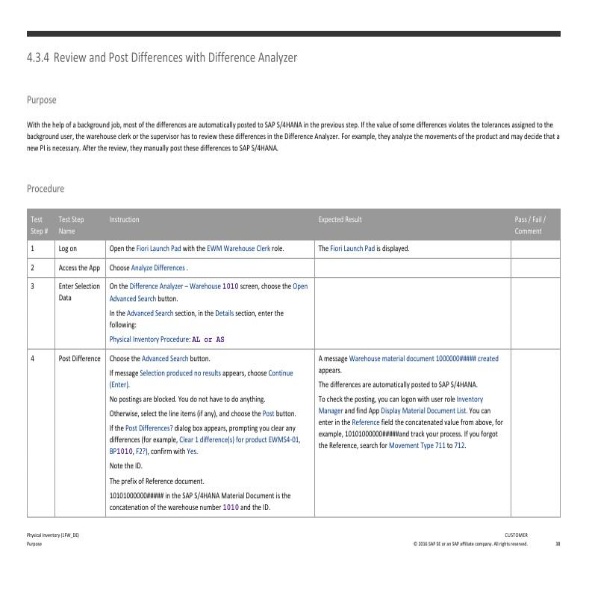 4.3.4 Review and Post Differences with Difference Analyzer
Purpose
With the help of a background job, most of the differences are automatically posted to SAP S/4HANA in the previous step. If the value of some differences violates the tolerances assigned to the
background user, the warehouse clerk or the supervisor has to review these differences in the Difference Analyzer. For example, they analyze the movements of the product and may decide that a
new PI is necessary. After the review, they manually post these differences to SAP S/4HANA.
Procedure
Test Step # Test Step Name Instruction Expected Result Pass / Fail / Comment
1 Log on Open the Fiori Launch Pad with the EWM Warehouse Clerk role. The Fiori Launch Pad is displayed.
2 Access the App Choose Analyze Differences .
3 Enter Selection Data
On the Difference Analyzer – Warehouse 1010 screen, choose the Open
Advanced Search button.
In the Advanced Search section, in the Details section, enter the
following:
Physical Inventory Procedure: AL or AS
4 Post Difference
Choose the Advanced Search button.
If message Selection produced no results appears, choose Continue
(Enter).
No postings are blocked. You do not have to do anything.
Otherwise, select the line items (if any), and choose the Post button.
If the Post Differences? dialog box appears, prompting you clear any
differences (for example, Clear 1 difference(s) for product EWMS4-01,
BP1010, F2?), confirm with Yes.
Note the ID.
The prefix of Reference document.
10101000000##### in the SAP S/4HANA Material Document is the
concatenation of the warehouse number 1010 and the ID.
A message Warehouse material document 1000000##### created
appears.
The differences are automatically posted to SAP S/4HANA.
To check the posting, you can logon with user role Inventory
Manager and find App Display Material Document List. You can
enter in the Reference field the concatenated value from above, for
example, 10101000000#####and track your process. If you forgot
the Reference, search for Movement Type 711 to 712.
Physical Inventory (1FW_DE)
Purpose
CUSTOMER
© 2016 SAP SE or an SAP affiliate company. All rights reserved.